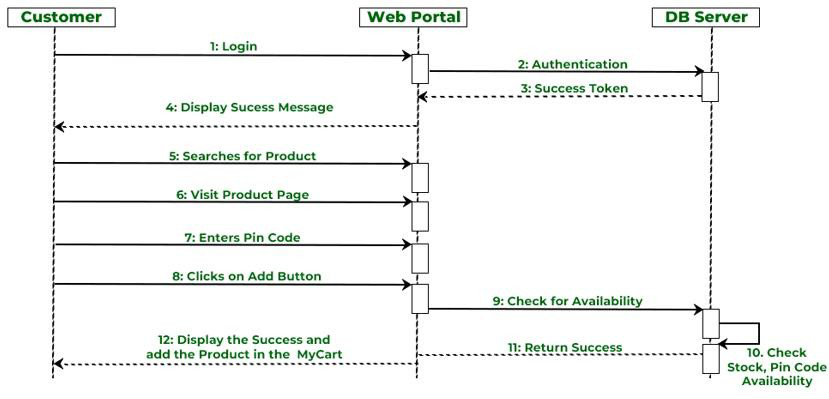 Customer
Web Portal
DB Server
1: Login
2: Authentication
3: Success Token
4: Display Sucess Message
5: Searches for Product
6: Visit Product Page
7: Enters Pin Code
8: Clicks on Add Button
9: Check for Availability
10. Check
Stock, Pin Code
Availability
11: Return Success
12: Display the Success and
add the Product in the MyCart